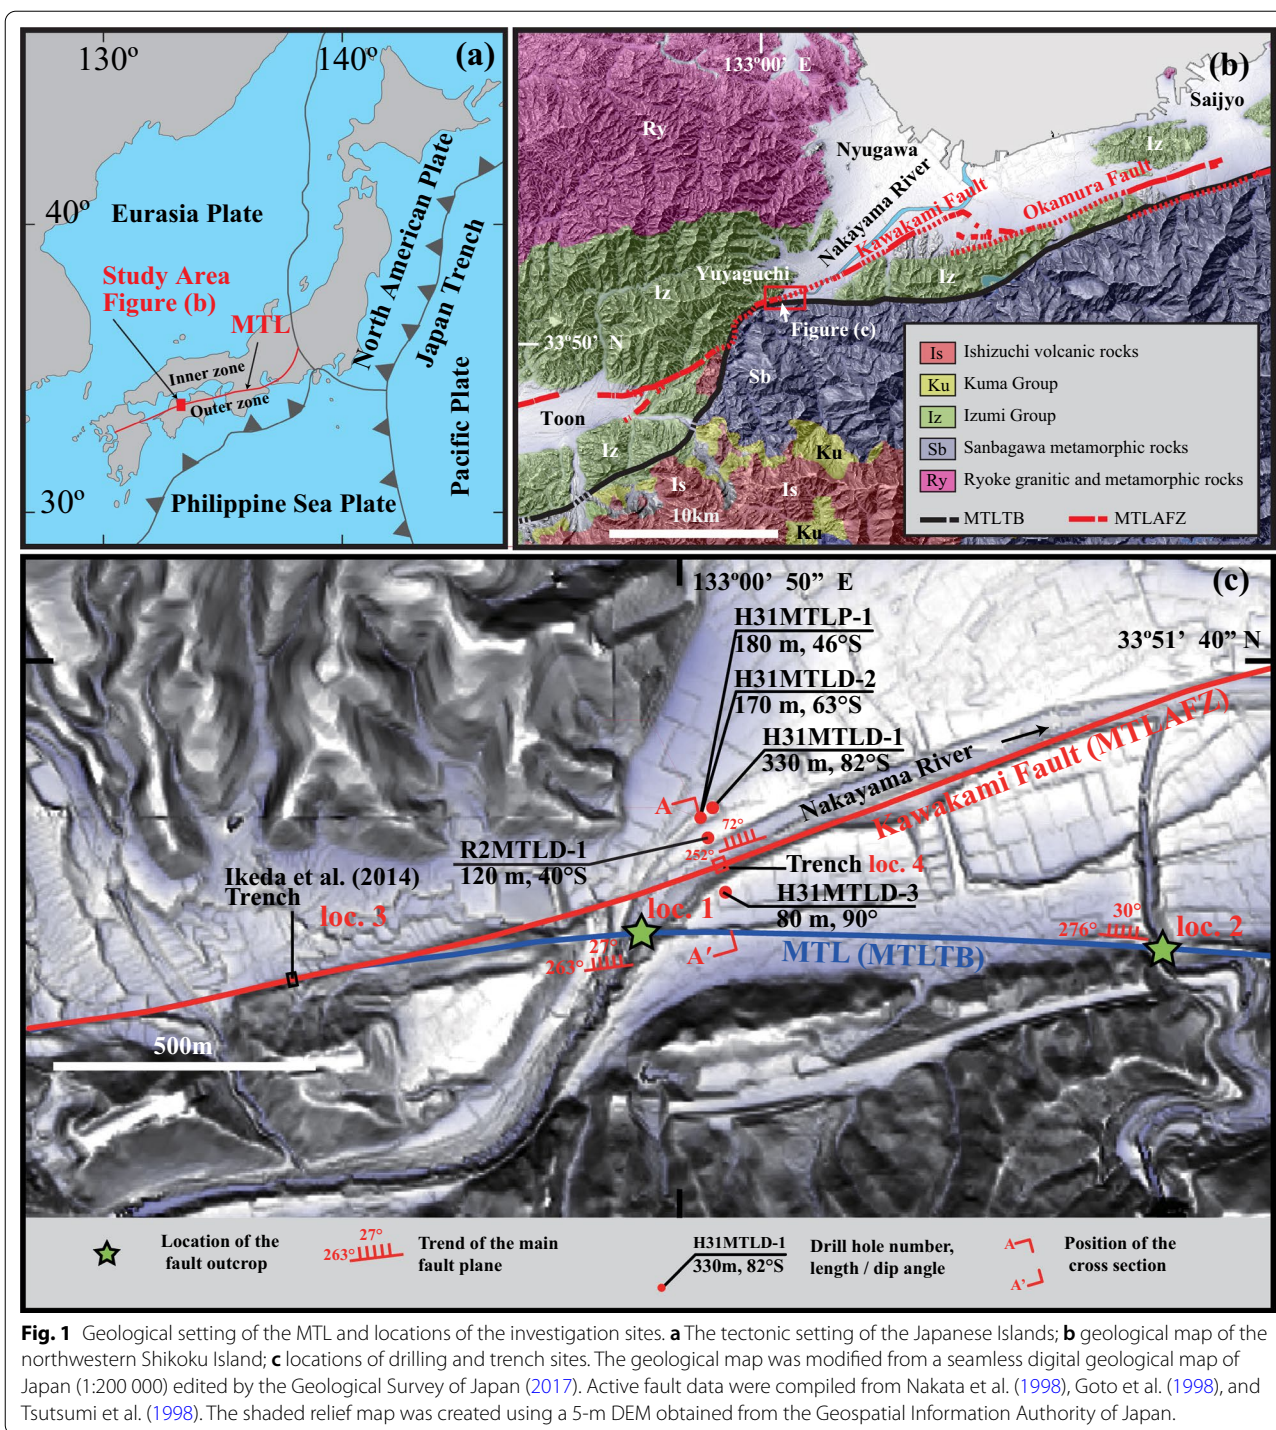 130º
140º
(a)
40º
Eurasia Plate
North American Plate
Japan Trench
Study Area
Figure (b)
MTL
Inner zone
Outer zone
Pacific Plate
30º
Philippine Sea Plate
133º00’ E
(b)
Saijyo
Ry
Nyugawa
Iz
Nakayama River
Kawakami Fault
Okamura Fault
Yuyaguchi
Iz
Iz
33º50’ N
Figure (c)
Sb
Toon
Iz
Ku
Is
Is
10km
Ku
Is Ishizuchi volcanic rocks
Ku Kuma Group
Iz Izumi Group
Sb Sanbagawa metamorphic rocks
Ry Ryoke granitic and metamorphic rocks
MTLTB
MTLAFZ
133º00’ 50” E
(c)
H31MTLP-1
180 m, 46°S
33º51’ 40” N
H31MTLD-2
170 m, 63°S
H31MTLD-1
330 m, 82°S
Nakayama River
Kawakami Fault (MTLAFZ)
A
72°
252°
R2MTLD-1
120 m, 40°S
Trench loc. 4
Ikeda et al. (2014)
Trench
loc. 3
H31MTLD-3
80 m, 90°
loc. 1
30°
276°
loc. 2
27°
263°
A’
MTL (MTLTB)
500m
Location of the
fault outcrop
27°
263°
Trend of the main
fault plane
H31MTLD-1
330m, 82°S
Drill hole number,
length / dip angle
A
A’
Position of the
cross section
Fig. 1 Geological setting of the MTL and locations of the investigation sites. a The tectonic setting of the Japanese Islands; b geological map of the
northwestern Shikoku Island; c locations of drilling and trench sites. The geological map was modified from a seamless digital geological map of
Japan (1:200 000) edited by the Geological Survey of Japan (2017). Active fault data were compiled from Nakata et al. (1998), Goto et al. (1998), and
Tsutsumi et al. (1998). The shaded relief map was created using a 5-m DEM obtained from the Geospatial Information Authority of Japan.